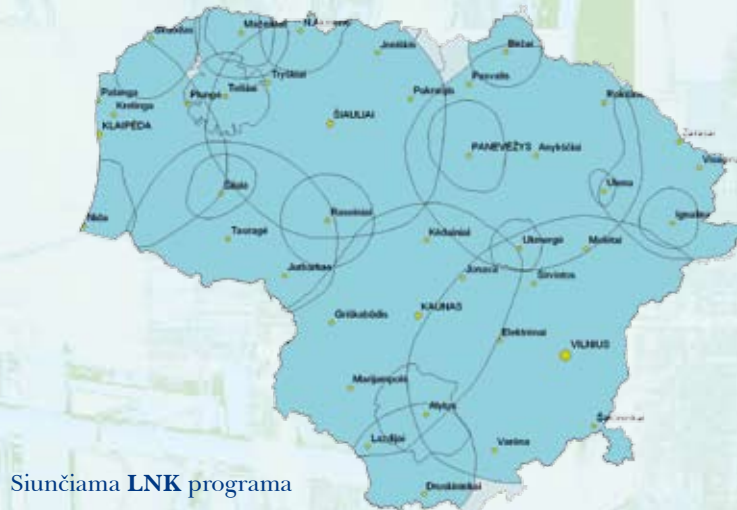 Skuodas
Mažeikiai
Joniškis
Biržai
Palanga
Kretinga
KLAIPĖDA
Plungė
Telšiai
Tryškiai
ŠIAULIAI
Pakruojis
Pasvalys
Rokiškis
Zarasai
PANEVĖŽYS
Anykščiai
Utena
Ignalina
Nida
Šilalė
Tauragė
Raseiniai
Jurbarkas
Kėdainiai
Ukmergė
Molėtai
Jonava
Širvintos
Griškabūdis
KAUNAS
Elektrėnai
VILNIUS
Marijampolė
Alytus
Lazdijai
Varėna
Druskininkai
Siunčiama LNK programa